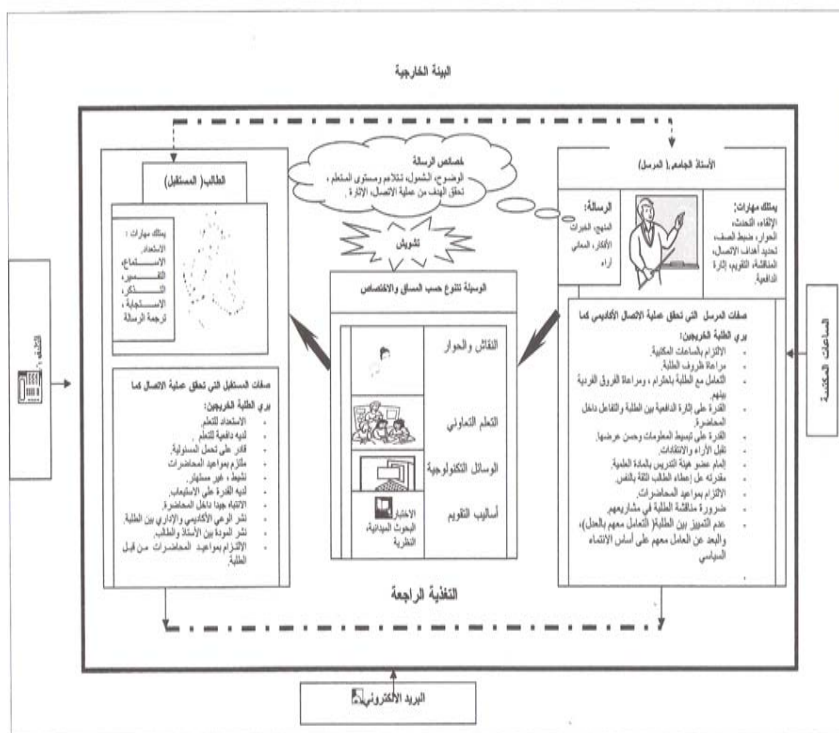 البيئة الخارجية
الأستاذ الجامعي( المرسل)
يمتلك مهارات:
الإلقاء، التحدث،
الحوار، ضبط الصف،
تحديد أهداف الاتصال،
المناقشة، التقويم، إثارة
الدافعية.
الرسالة:
المنهج، الخبرات
الأفكار، المعاني
آراء
صفات المرسل التي تحقق عملية الاتصال الأكاديمي كما
يرى الطلبة الخريجين:
الالتزام بالساعات المكتبية.
مراعاة ظروف الطلبة.
التعامل مع الطلبة باحترام ، ومراعاة الفروق الفردية
بينهم.
القدرة على إثارة الدافعية بين الطلبة والتفاعل داخل
المحاضرة.
القدرة على تبسيط المعلومات وحسن عرضها.
تقبل الآراء والانتقادات.
إلمام عضو هيئة التدريس بالمادة العلمية.
مقدرته عل إعطاء الطالب الثقة بالنفس.
الالتزام بمواعيد المحاضرات.
ضرورة مناقشة الطلبة في مشاريعهم.
عدم التمييز بين الطلبة( التعامل معهم بالعدل)،
والبعد عن العامل معهم على أساس الانتماء
السياسي
خصائص الرسالة
الوضوح، الشمول، تتلاءم ومستوى المتعلم ،
تحقق الهدف من عملية الاتصال، الإثارة .
تشويش
الوسيلة تتنوع حسب المساق والاختصاص
النقاش والحوار
التعلم التعاوني
الوسائل التكنولوجية
أساليب التقويم
الاختبار
البحوث الميدانية،
النظرية
الطالب( المستقبل)
يمتلك مهارات :
الاستعداد.
الاستماع،
التفسير،
التذكر،
الاستجابة ،
ترجمة الرسالة
صفات المستقبل التي تحقق عملية الاتصال كما
يرى الطلبة الخريجين:
الاستعداد للتعلم.
لديه دافعية للتعلم .
قادر على تحمل المسئولية.
ملتزم بمواعيد المحاضرات
نشيط ، غير مستهتر.
لديه القدرة على الاستيعاب.
الانتباه جيدا داخل المحاضرة.
نشر الوعي الأكاديمي والإداري بين الطلبة.
نشر المودة بين الأستاذ والطالب.
الالتزام بمواعيد المحاضرات من قبل
الطلبة
التغذية الراجعة
الساعات المكتبية
البريد الالكتروني